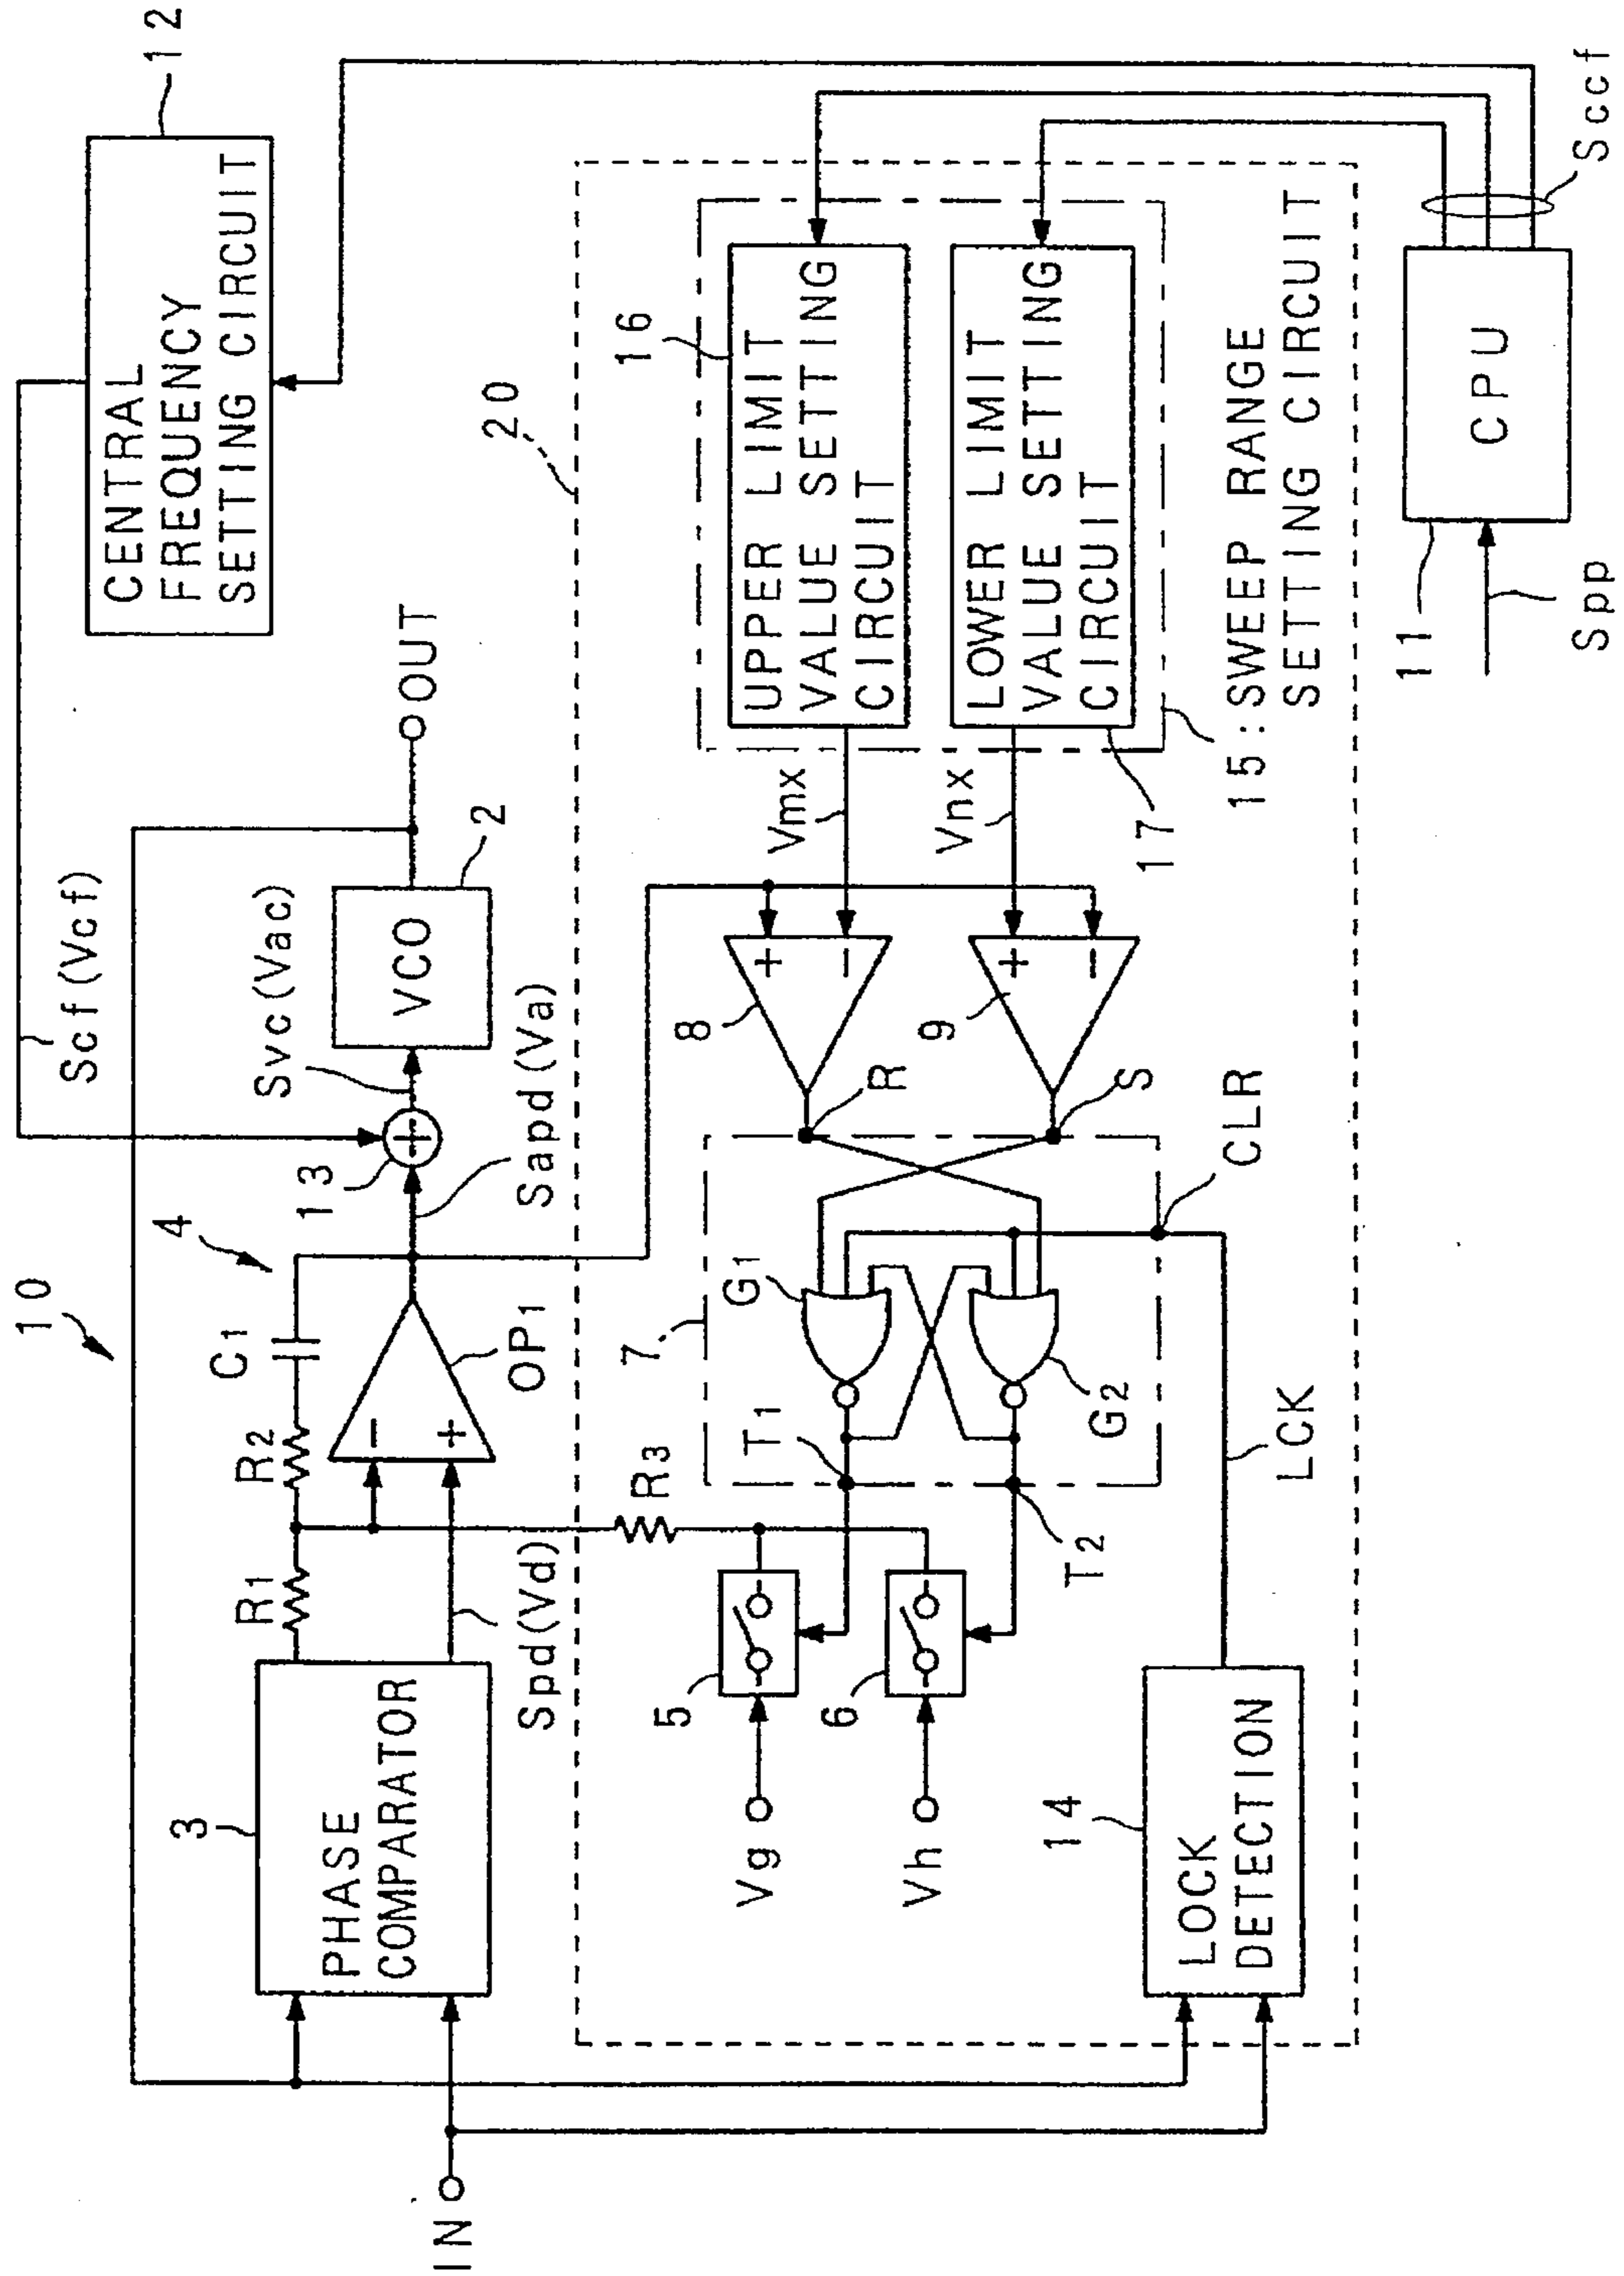 10
Scf(Vcf)
CENTRAL
FREQUENCY
SETTING CIRCUIT
12
4
C1
R2
R1
13
Svc(Vac)
VCO
2
OUT
3
PHASE
COMPARATOR
−
+
OP1
Sapd(Va)
Spd(Vd)
IN
R3
20
5
Vg
6
Vh
7
T1
G1
T2
G2
R
S
CLR
8
+
−
9
+
−
Vmx
Vnx
16
UPPER LIMIT
VALUE SETTING
CIRCUIT
LOWER LIMIT
VALUE SETTING
CIRCUIT
17
15:SWEEP RANGE
SETTING CIRCUIT
14
LOCK
DETECTION
LCK
11
CPU
Spp
Sccf